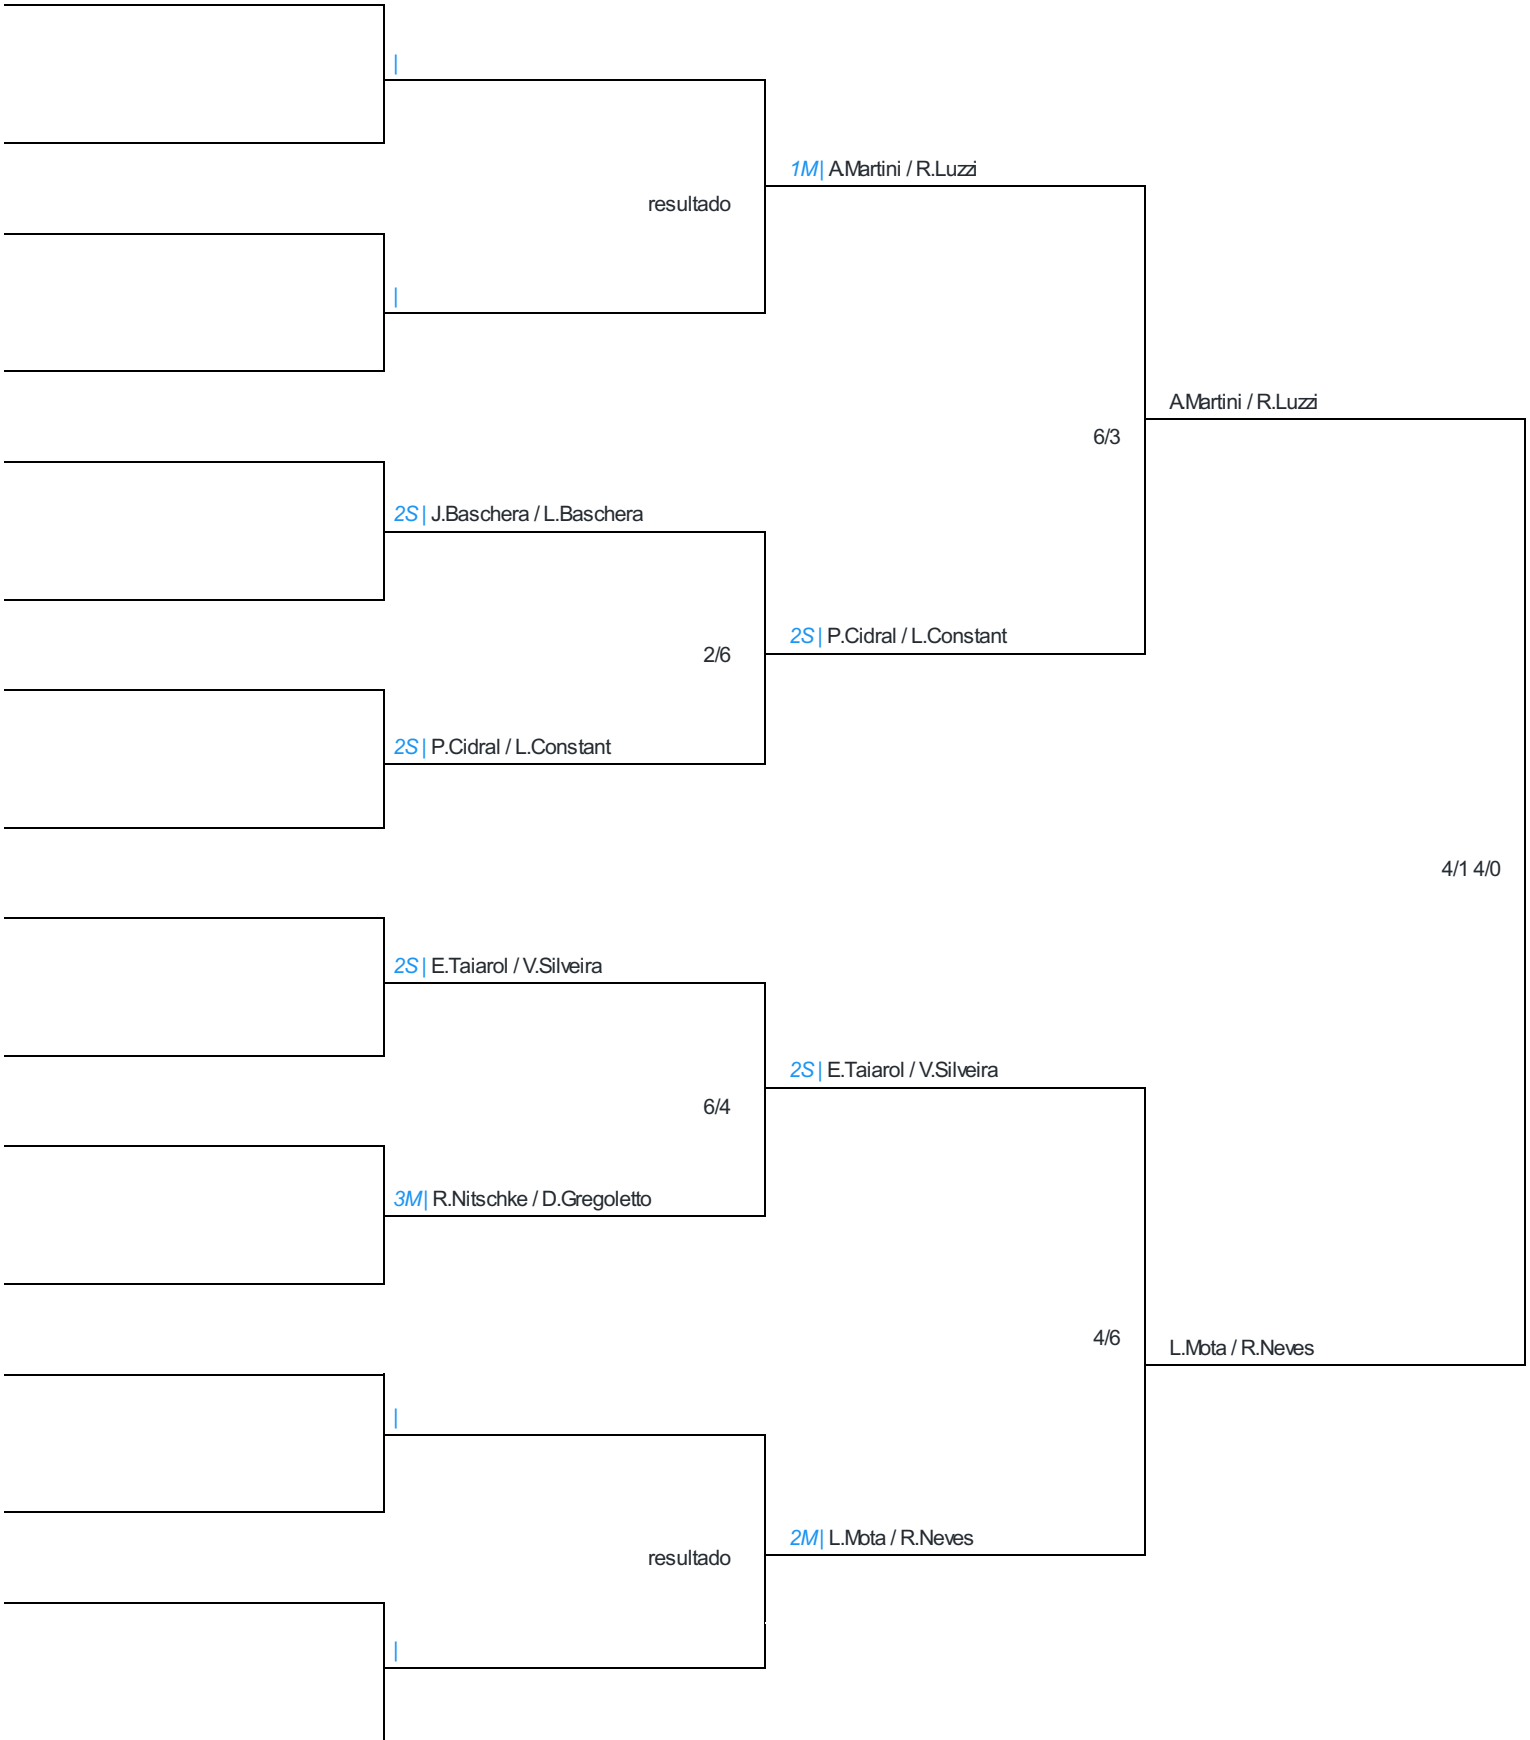 |
1M| A.Martini / R.Luzzi
resultado
|
A.Martini / R.Luzzi
6/3
2S| J.Baschera / L.Baschera
2S| P.Cidral / L.Constant
2/6
2S| P.Cidral / L.Constant
4/1 4/0
2S| E.Taiarol / V.Silveira
2S| E.Taiarol / V.Silveira
6/4
3M| R.Nitschke / D.Gregoletto
4/6
L.Mota / R.Neves
|
2M| L.Mota / R.Neves
resultado
|